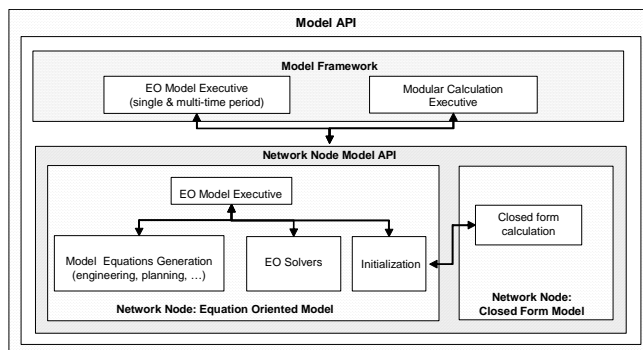 Model API
Model Framework
EO Model Executive
(single & multi-time period)
Modular Calculation
Executive
Network Node Model API
EO Model Executive
Model Equations Generation
(engineering, planning, …)
EO Solvers
Initialization
Network Node: Equation Oriented Model
Closed form
calculation
Network Node:
Closed Form Model